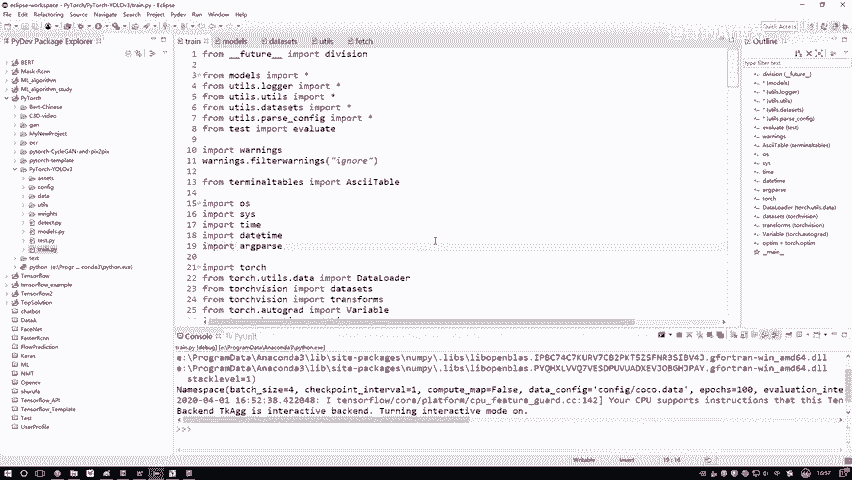 eclipse-workspace - PyTorch/PyTorch-YOLOv3/train.py - Eclipse
File Edit Refactoring Source Navigate Search Project Pydev Run Window Help
Quick Access
PyDev Package Explorer
BERT
Mask-Rcnn
ML_algorithm
ML_algorithm_study
PyTorch
Bert-Chinese
C3D-video
gan
MyNewProject
ocr
pytorch-CycleGAN-and-pix2pix
pytorch-template
PyTorch-YOLOv3
assets
config
data
utils
weights
detect.py
models.py
test.py
train.py
test
Tensorflow
tensorflow_example
Tensorflow2
TopSolution
chatbot
DataA
FaceNet
FasterRcnn
FlowPrediction
Keras
ML
NMT
Opencv
Tensorflow_API
Tensorflow_Template
Test
UserProfile
train models datasets utils fetch
1 from __future__ import division
2
3 from models import *
4 from utils.logger import *
5 from utils.utils import *
6 from utils.datasets import *
7 from utils.parse_config import *
8 from test import evaluate
9
10 import warnings
11 warnings.filterwarnings("ignore")
12
13 from terminaltables import AsciiTable
14
15 import os
16 import sys
17 import time
18 import datetime
19 import argparse
20
21 import torch
22 from torch.utils.data import DataLoader
23 from torchvision import datasets
24 from torchvision import transforms
25 from torch.autograd import Variable
Outline
type filter text
division (__future__)
* (models)
* (utils.logger)
* (utils.utils)
* (utils.datasets)
* (utils.parse_config)
evaluate (test)
warnings
AsciiTable (terminaltables)
os
sys
time
datetime
argparse
torch
DataLoader (torch.utils.data)
datasets (torchvision)
transforms (torchvision)
Variable (torch.autograd)
optim = torch.optim
__main__
Console PyUnit
train.py [debug] [e:\ProgramData\Anaconda3\python.exe]
e:\ProgramData\Anaconda3\lib\site-packages\numpy\.libs\libopenblas.IPBC74C7KURV7CB2PKT5Z5FNR3SIBV4J.gfortran-win_amd64.dll
e:\ProgramData\Anaconda3\lib\site-packages\numpy\.libs\libopenblas.PYQHXLVVQ7VESDPUVUADXEVJOBGHJPAY.gfortran-win_amd64.dll
stacklevel=1)
Namespace(batch_size=4, checkpoint_interval=1, compute_map=False, data_config='config/coco.data', epochs=100, evaluation_inte
2020-04-01 16:52:38.422048: I tensorflow/core/platform/cpu_feature_guard.cc:142] Your CPU supports instructions that this Ten
Backend TkAgg is interactive backend. Turning interactive mode on.
>>>
Writable Insert 19 : 16
16:57